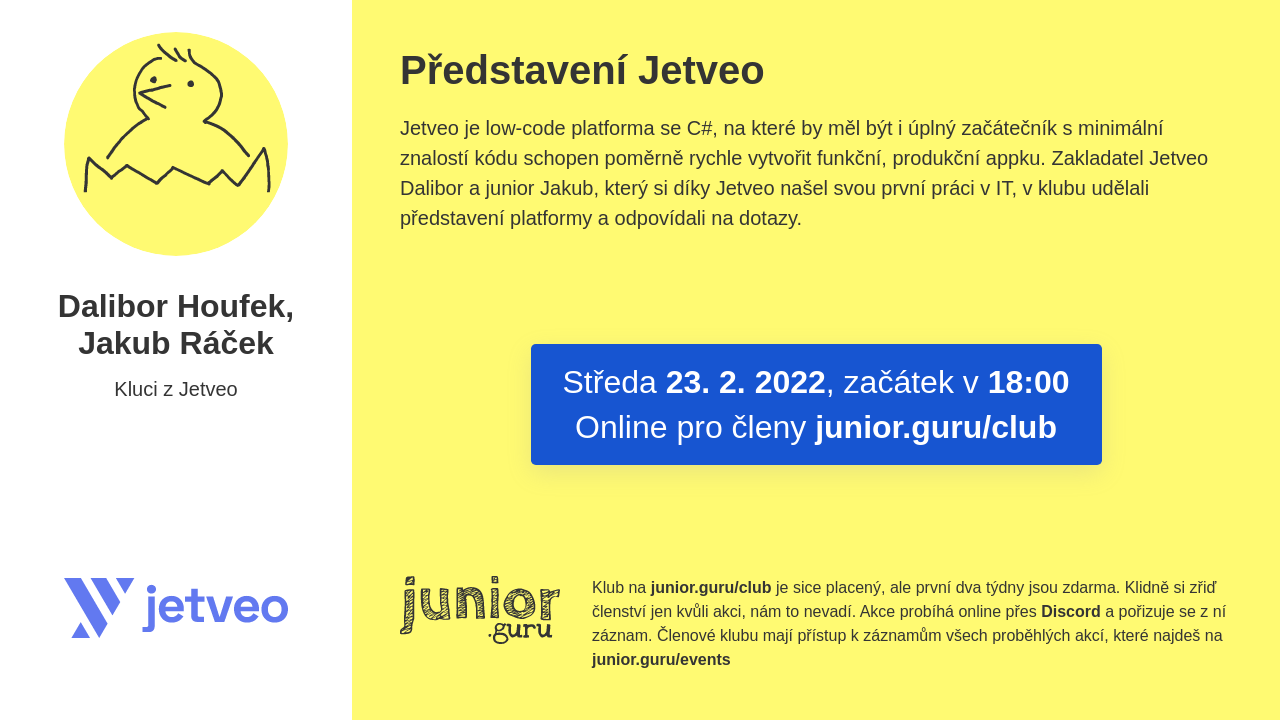 Dalibor Houfek,
Jakub Ráček
Kluci z Jetveo
jetveo
Představení Jetveo
Jetveo je low-code platforma se C#, na které by měl být i úplný začátečník s minimální
znalostí kódu schopen poměrně rychle vytvořit funkční, produkční appku. Zakladatel Jetveo
Dalibor a junior Jakub, který si díky Jetveo našel svou první práci v IT, v klubu udělali
představení platformy a odpovídali na dotazy.
Středa 23. 2. 2022, začátek v 18:00
Online pro členy junior.guru/club
junior
.guru
Klub na junior.guru/club je sice placený, ale první dva týdny jsou zdarma. Klidně si zřiď
členství jen kvůli akci, nám to nevadí. Akce probíhá online přes Discord a pořizuje se z ní
záznam. Členové klubu mají přístup k záznamům všech proběhlých akcí, které najdeš na
junior.guru/events